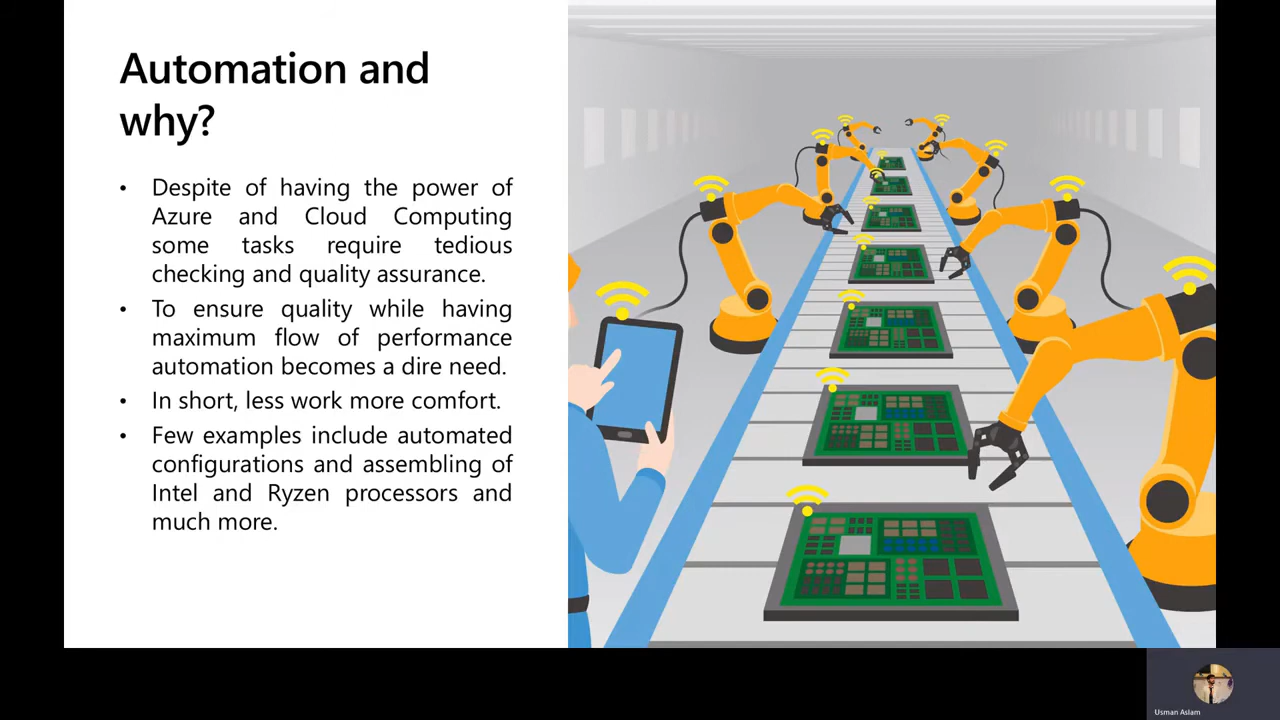 Automation and
why?
• Despite of having the power of
Azure and Cloud Computing
some tasks require tedious
checking and quality assurance.
• To ensure quality while having
maximum flow of performance
automation becomes a dire need.
• In short, less work more comfort.
• Few examples include automated
configurations and assembling of
Intel and Ryzen processors and
much more.
Usman Aslam